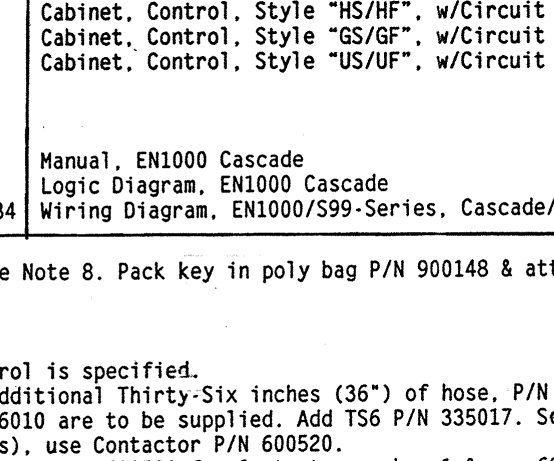 Cabinet, Control, Style "HS/HF", w/Circuit
Cabinet, Control, Style "GS/GF", w/Circuit
Cabinet, Control, Style "US/UF", w/Circuit
Manual, EN1000 Cascade
Logic Diagram, EN1000 Cascade
34 Wiring Diagram, EN1000/S99-Series, Cascade/
e Note 8. Pack key in poly bag P/N 900148 & att
rol is specified.
dditional Thirty-Six inches (36") of hose, P/N
6010 are to be supplied. Add TS6 P/N 335017. Se
s), use Contactor P/N 600520.